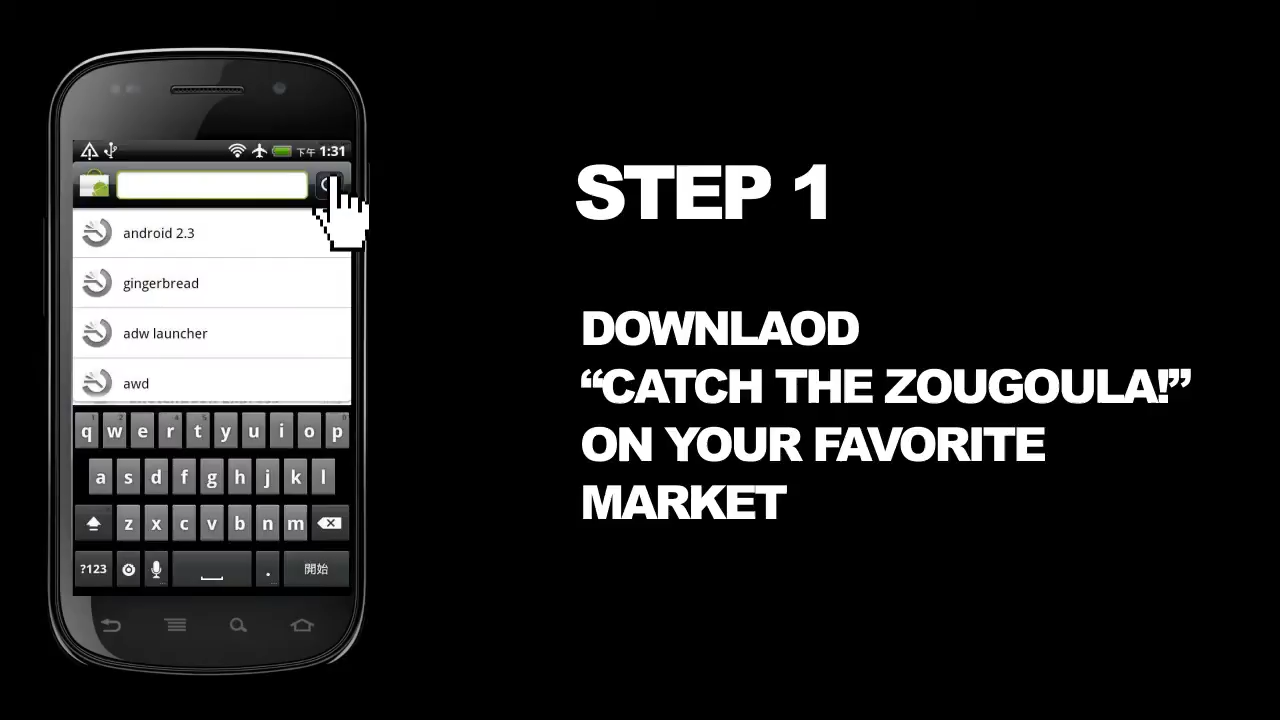 下午 1:31
android 2.3
gingerbread
adw launcher
awd
q w e r t y u i o p
a s d f g h j k l
z x c v b n m
?123 . 開始
STEP 1
DOWNLAOD
“CATCH THE ZOUGOULA!”
ON YOUR FAVORITE
MARKET